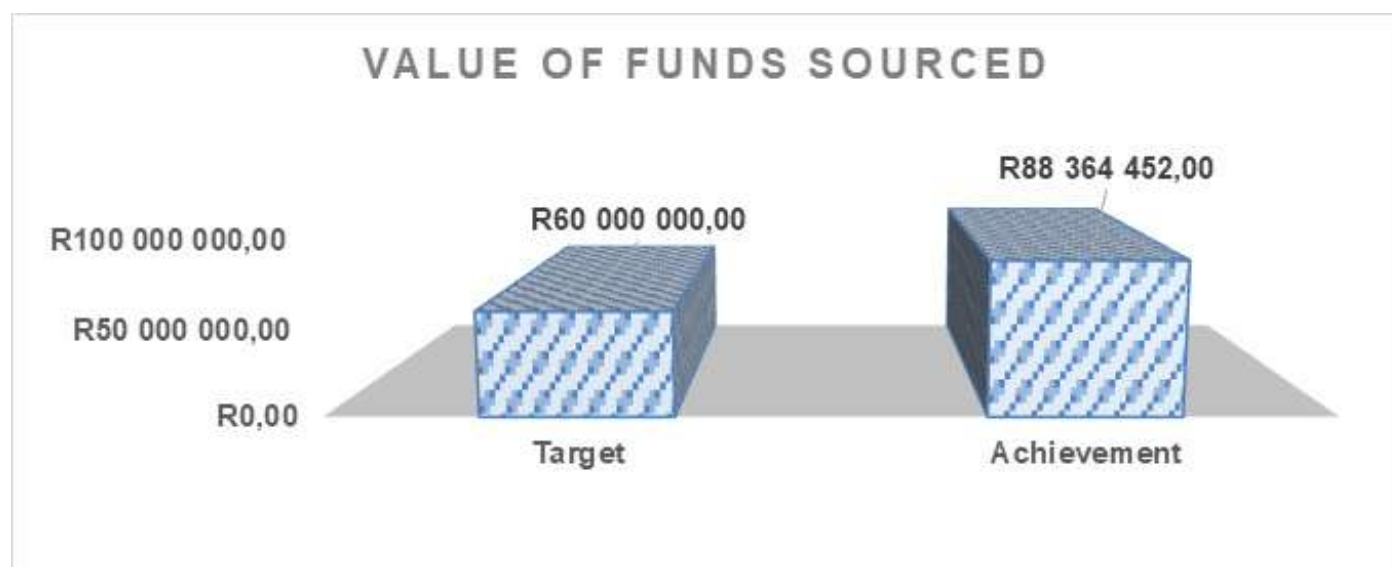 VALUE OF FUNDS SOURCED
R88 364 452,00
R60 000 000,00
R100 000 000,00
R50 000 000,00
R0,00
Target
Achievement